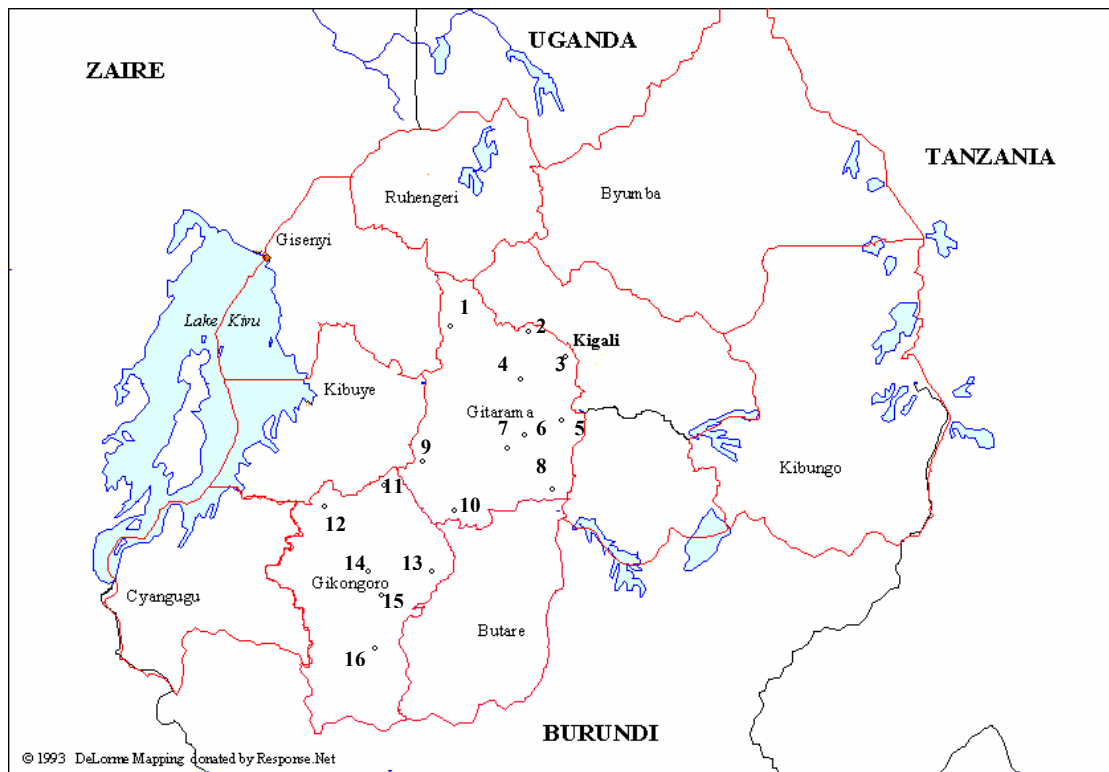 UGANDA
ZAIRE
TANZANIA
Ruhengeri
Byumba
Gisenyi
Lake Kivu
1
2
Kigali
3
4
Kibuye
Gitarama
5
6
7
8
9
Kibungo
10
11
12
13
14
Gikongoro
15
Cyangugu
Butare
16
BURUNDI
© 1993 DeLorme Mapping donated by Response.Net